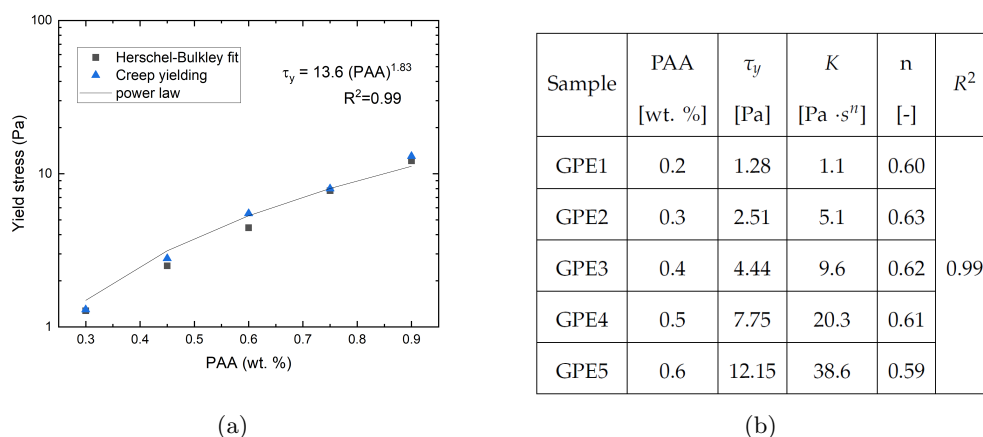 100
10
1
Yield stress (Pa)
Herschel-Bulkley fit
Creep yielding
power law
τy = 13.6 (PAA)^1.83
R²=0.99
0.3 0.4 0.5 0.6 0.7 0.8 0.9
PAA (wt. %)
(a)
Sample PAA [wt. %] τy [Pa] K [Pa ·sⁿ] n [-] R²
GPE1 0.2 1.28 1.1 0.60
GPE2 0.3 2.51 5.1 0.63
GPE3 0.4 4.44 9.6 0.62 0.99
GPE4 0.5 7.75 20.3 0.61
GPE5 0.6 12.15 38.6 0.59
(b)